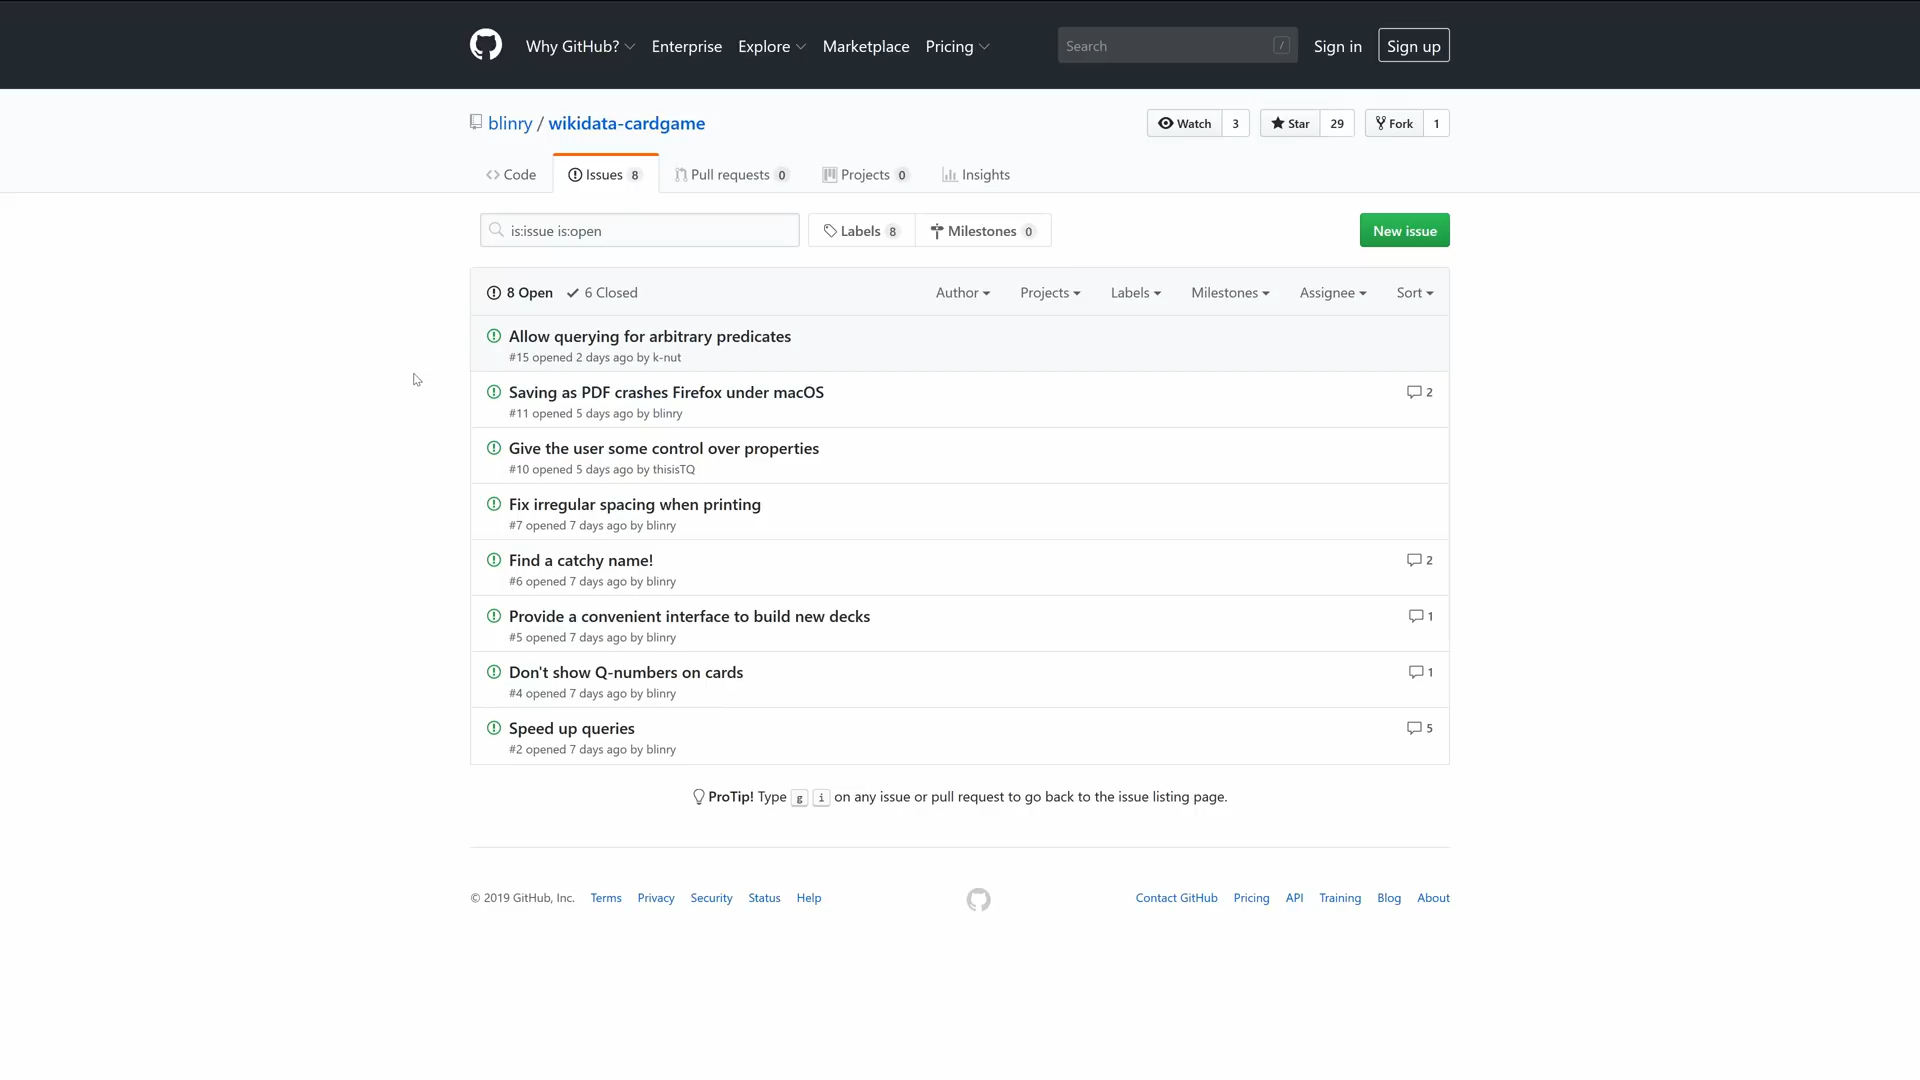 Why GitHub? Enterprise Explore Marketplace Pricing Search / Sign in Sign up
blinry / wikidata-cardgame Watch 3 Star 29 Fork 1
Code Issues 8 Pull requests 0 Projects 0 Insights
is:issue is:open Labels 8 Milestones 0 New issue
8 Open 6 Closed Author Projects Labels Milestones Assignee Sort
Allow querying for arbitrary predicates
#15 opened 2 days ago by k-nut
Saving as PDF crashes Firefox under macOS 2
#11 opened 5 days ago by blinry
Give the user some control over properties
#10 opened 5 days ago by thisisTQ
Fix irregular spacing when printing
#7 opened 7 days ago by blinry
Find a catchy name! 2
#6 opened 7 days ago by blinry
Provide a convenient interface to build new decks 1
#5 opened 7 days ago by blinry
Don't show Q-numbers on cards 1
#4 opened 7 days ago by blinry
Speed up queries 5
#2 opened 7 days ago by blinry
ProTip! Type g i on any issue or pull request to go back to the issue listing page.
© 2019 GitHub, Inc. Terms Privacy Security Status Help Contact GitHub Pricing API Training Blog About